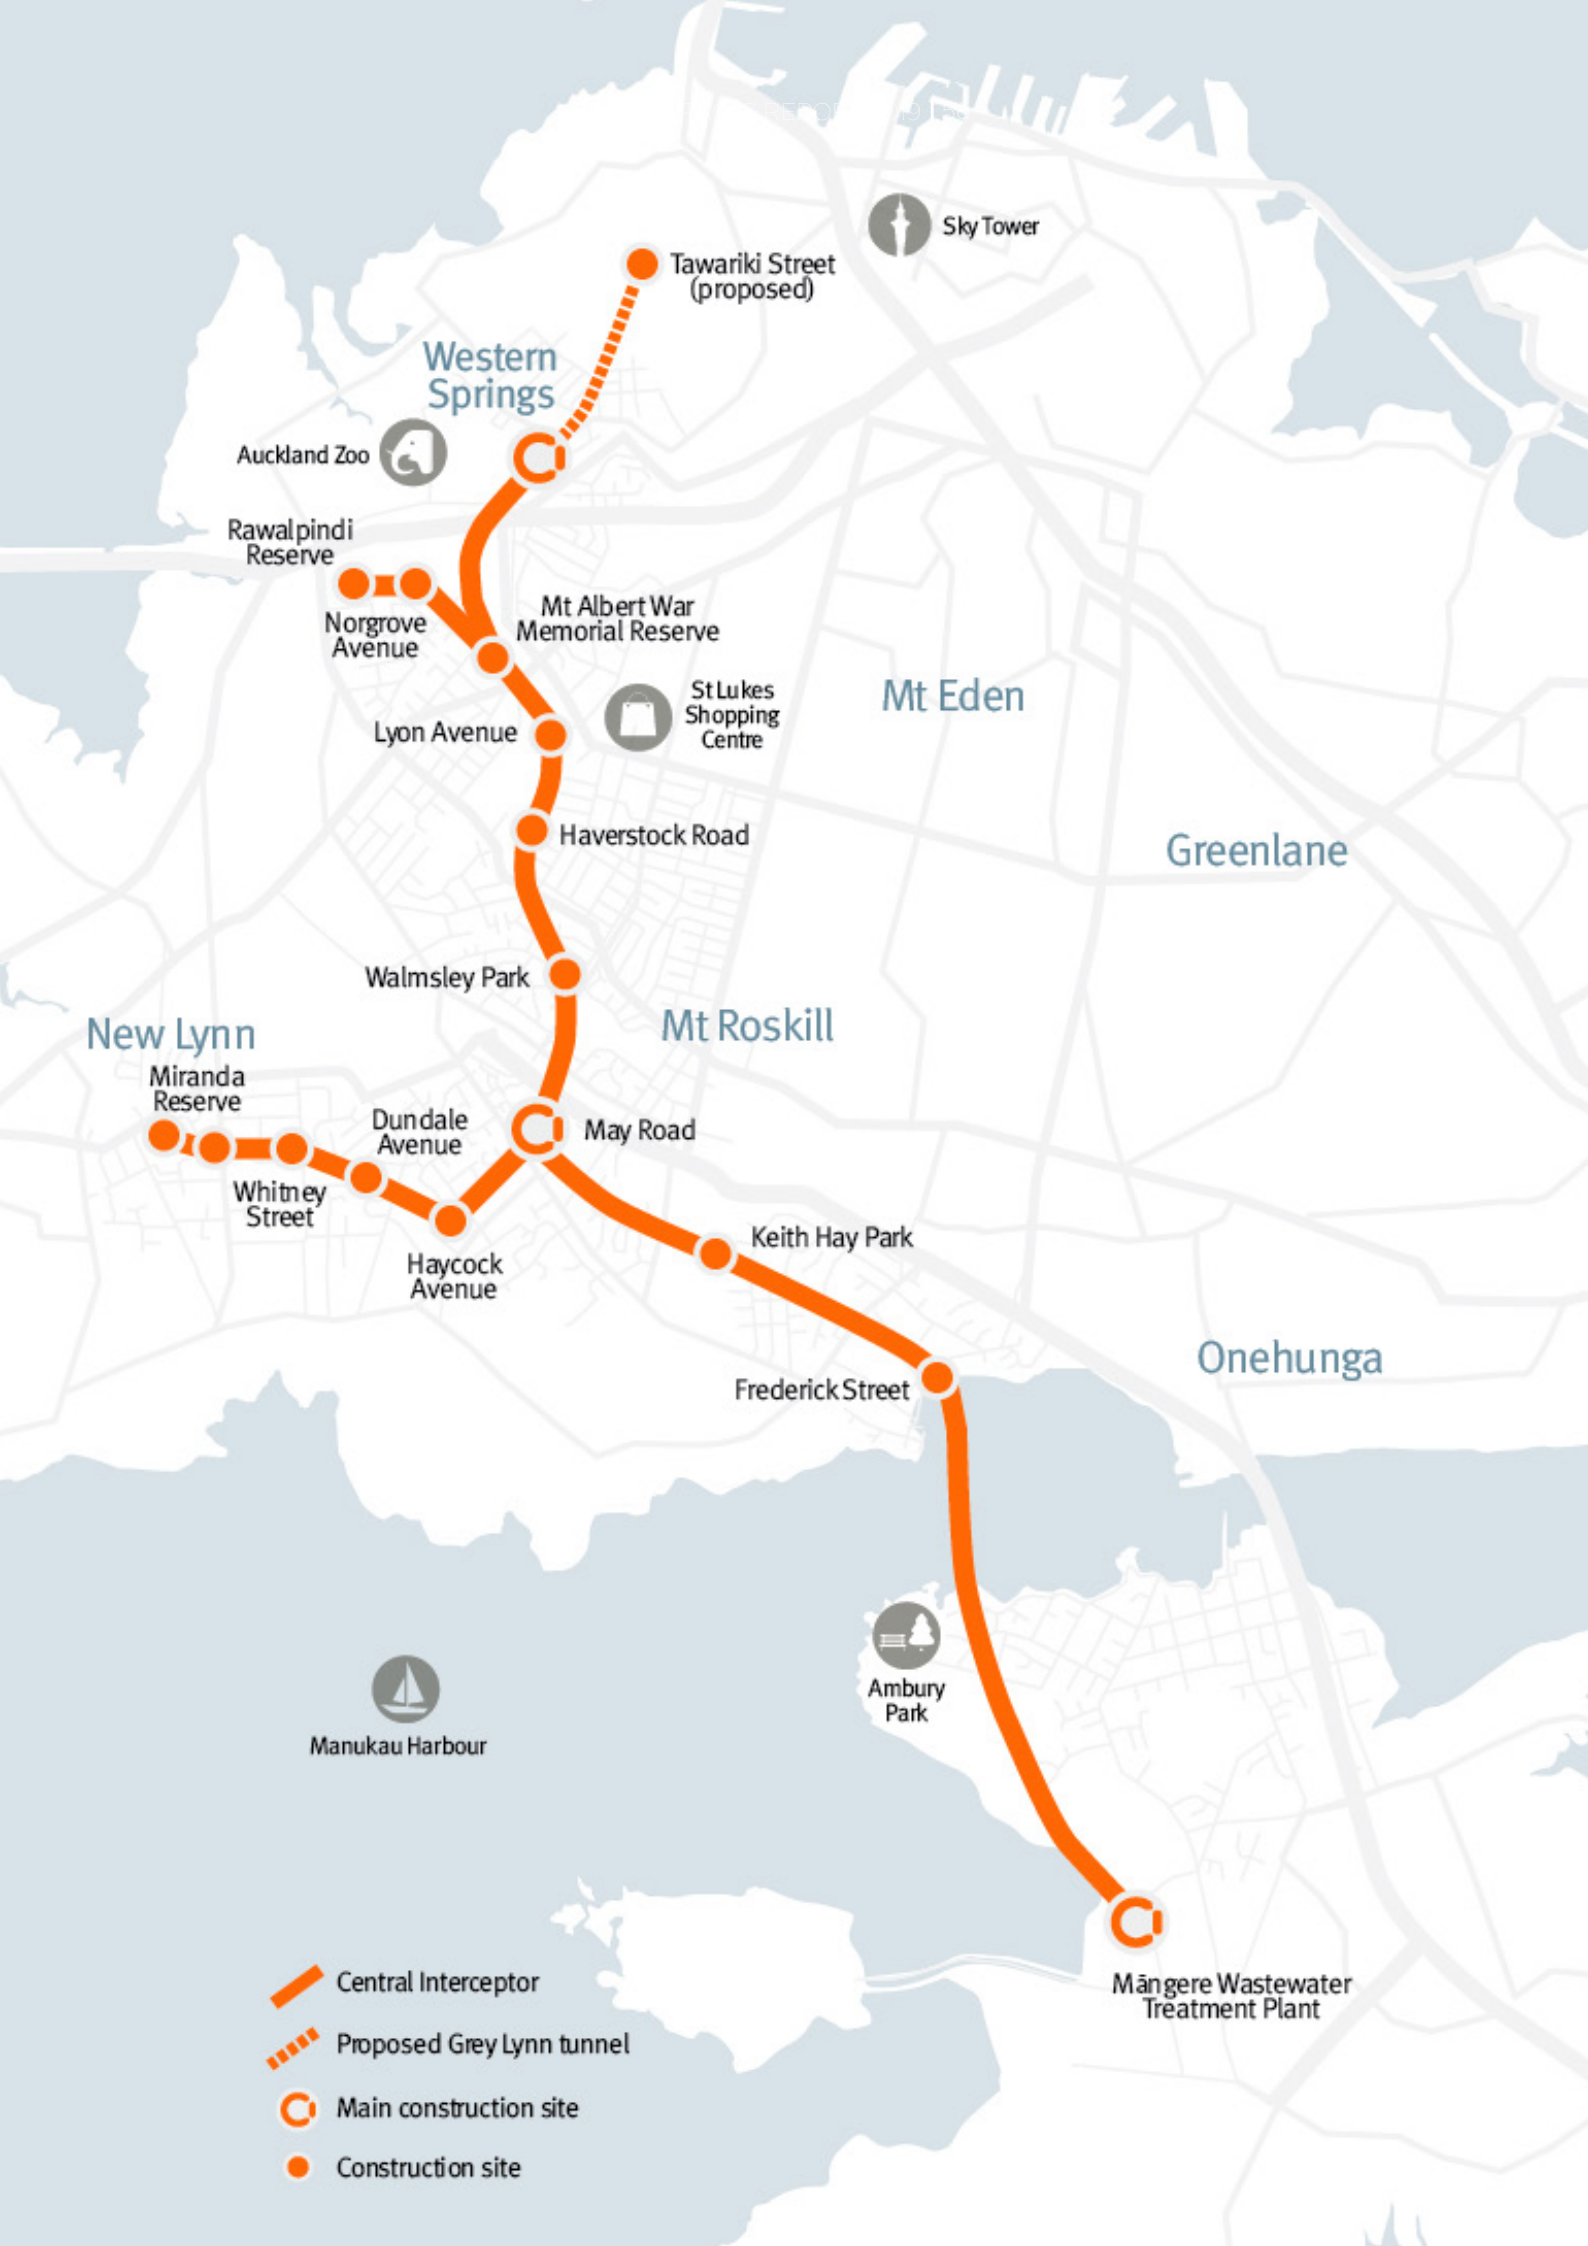 Sky Tower
Tawariki Street
(proposed)
Western
Springs
Auckland Zoo
Rawalpindi
Reserve
Norgrove
Avenue
Mt Albert War
Memorial Reserve
St Lukes
Shopping
Centre
Mt Eden
Lyon Avenue
Haverstock Road
Greenlane
Walmsley Park
Mt Roskill
New Lynn
Miranda
Reserve
Dundale
Avenue
May Road
Whitney
Street
Haycock
Avenue
Keith Hay Park
Onehunga
Frederick Street
Ambury
Park
Manukau Harbour
Māngere Wastewater
Treatment Plant
Central Interceptor
Proposed Grey Lynn tunnel
Main construction site
Construction site